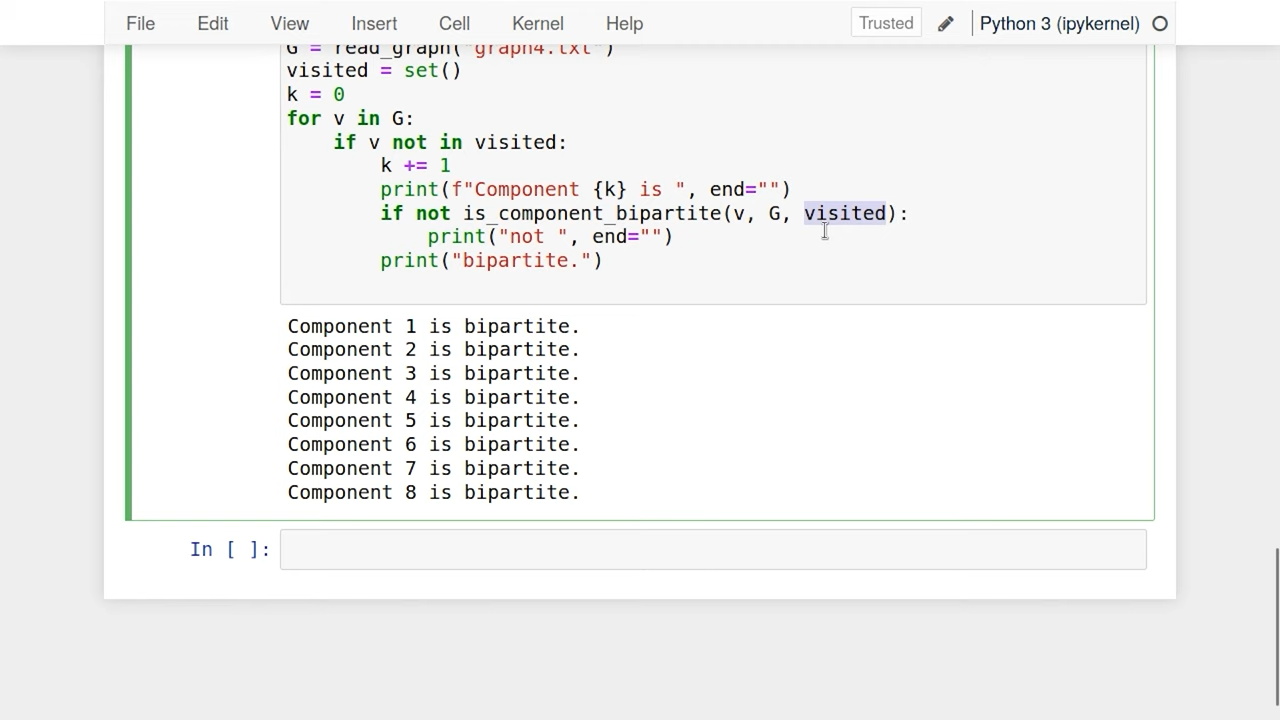 File Edit View Insert Cell Kernel Help Trusted Python 3 (ipykernel)
G = read_graph("graph4.txt")
visited = set()
k = 0
for v in G:
    if v not in visited:
        k += 1
        print(f"Component {k} is ", end="")
        if not is_component_bipartite(v, G, visited):
            print("not ", end="")
        print("bipartite.")
Component 1 is bipartite.
Component 2 is bipartite.
Component 3 is bipartite.
Component 4 is bipartite.
Component 5 is bipartite.
Component 6 is bipartite.
Component 7 is bipartite.
Component 8 is bipartite.
In [ ]: